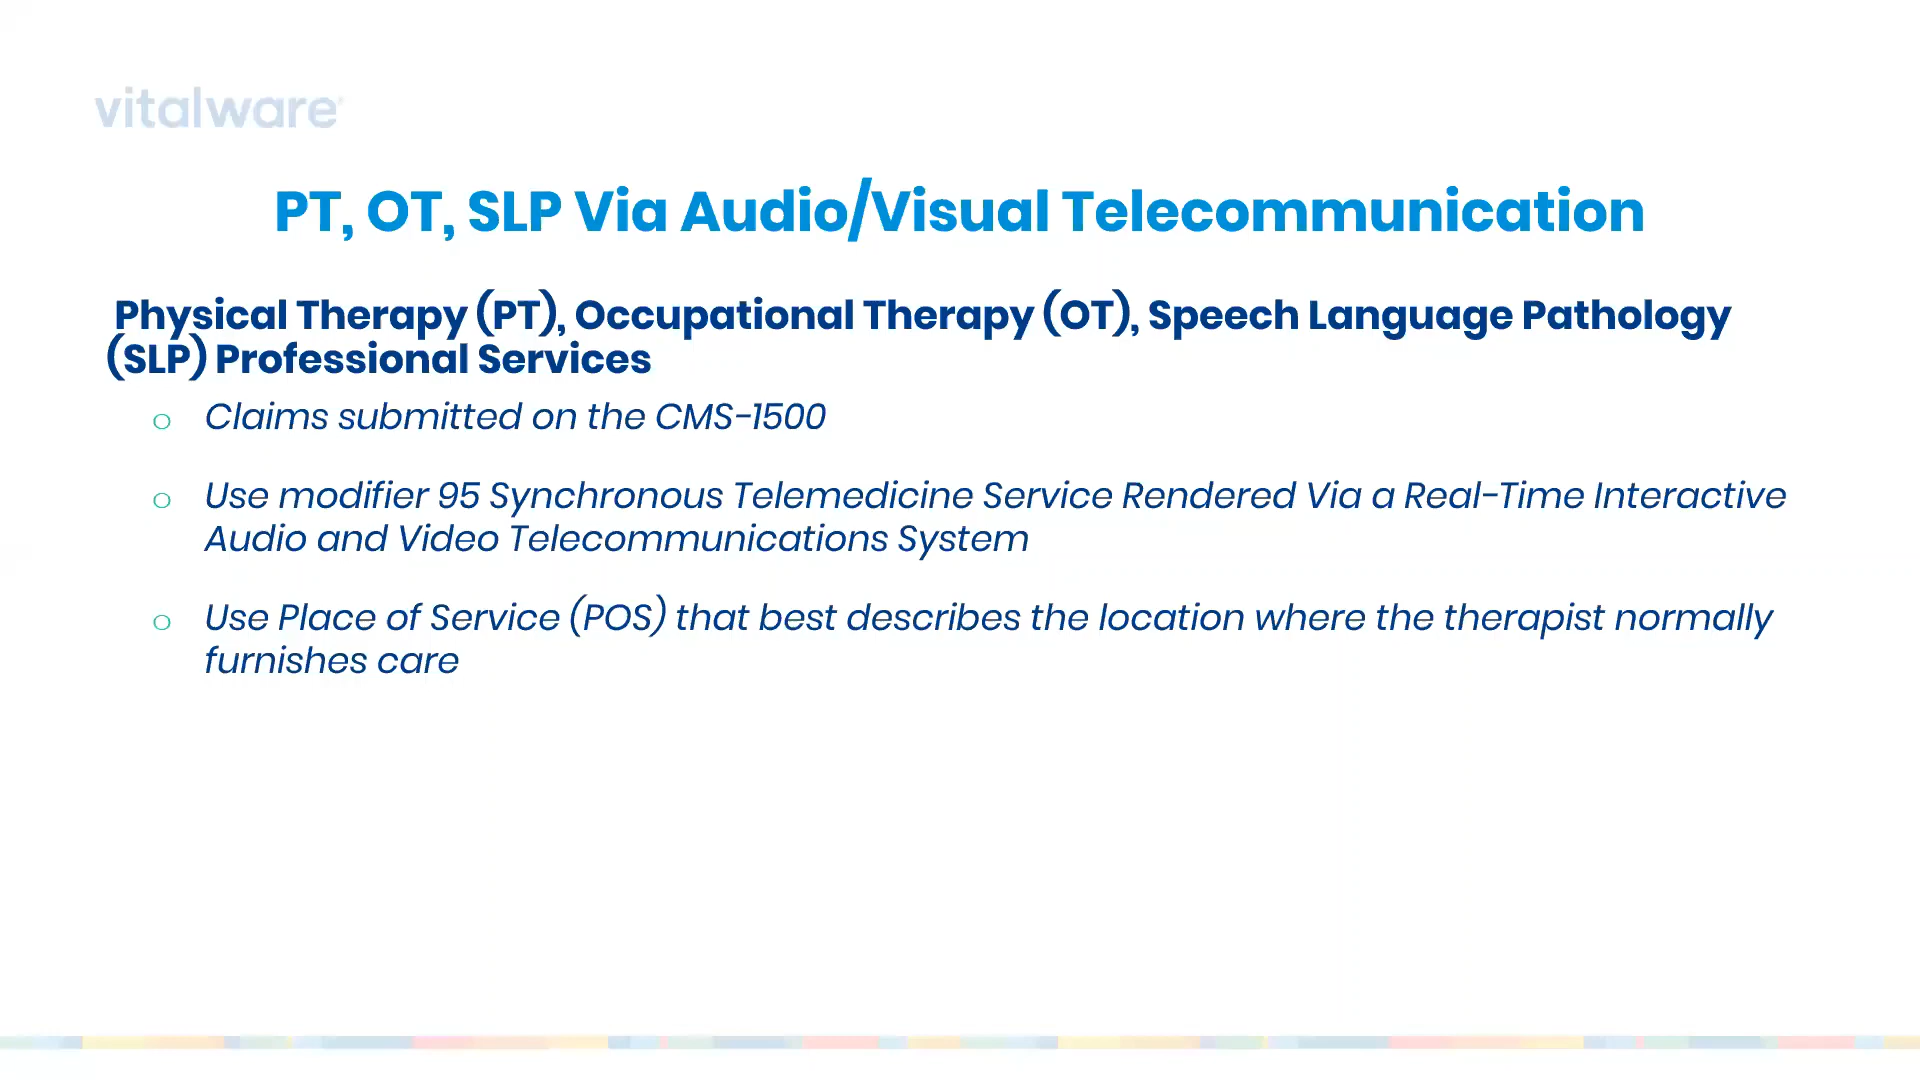 vitalware®
PT, OT, SLP Via Audio/Visual Telecommunication
Physical Therapy (PT), Occupational Therapy (OT), Speech Language Pathology
(SLP) Professional Services
o Claims submitted on the CMS-1500
o Use modifier 95 Synchronous Telemedicine Service Rendered Via a Real-Time Interactive
Audio and Video Telecommunications System
o Use Place of Service (POS) that best describes the location where the therapist normally
furnishes care